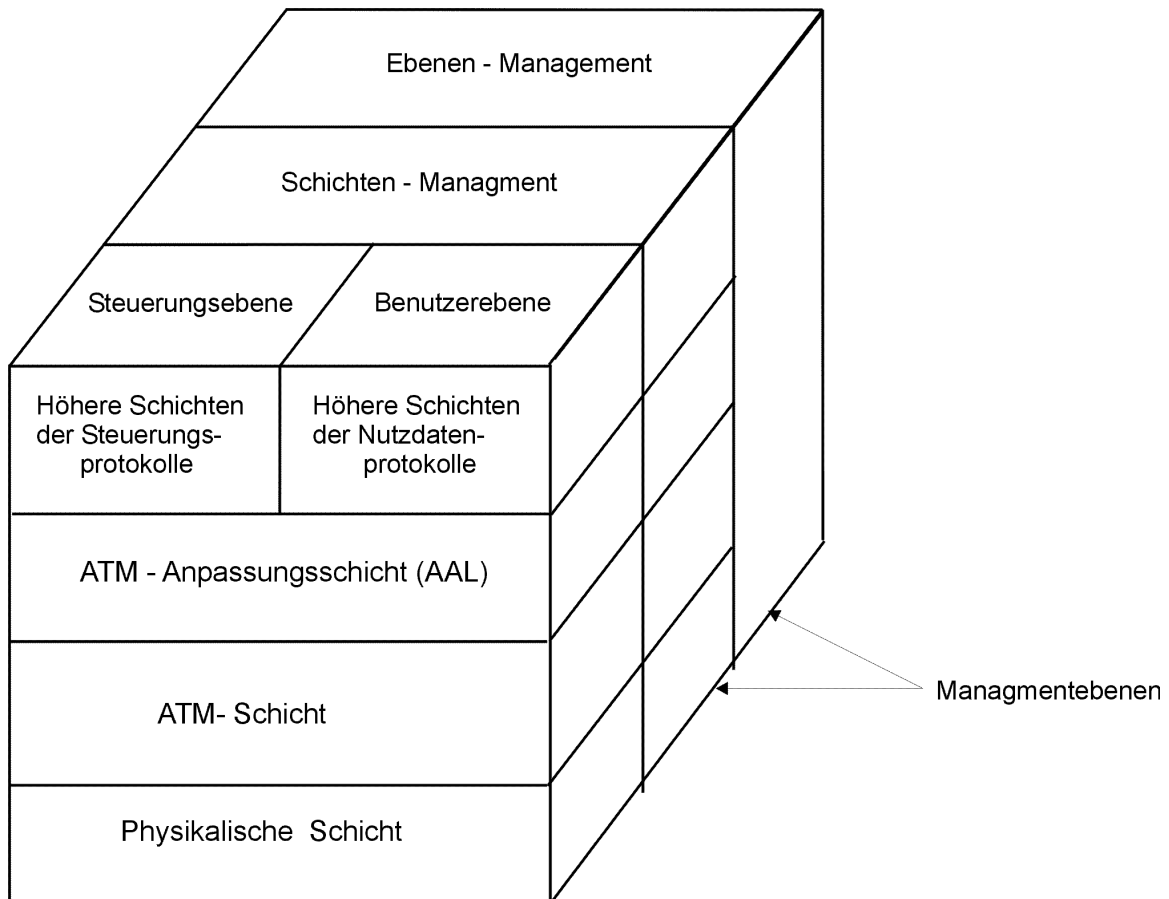 Ebenen - Management
Schichten - Managment
Steuerungsebene
Benutzerebene
Höhere Schichten
der Steuerungs-
protokolle
Höhere Schichten
der Nutzdaten-
protokolle
ATM - Anpassungsschicht (AAL)
ATM- Schicht
Managmentebenen
Physikalische Schicht